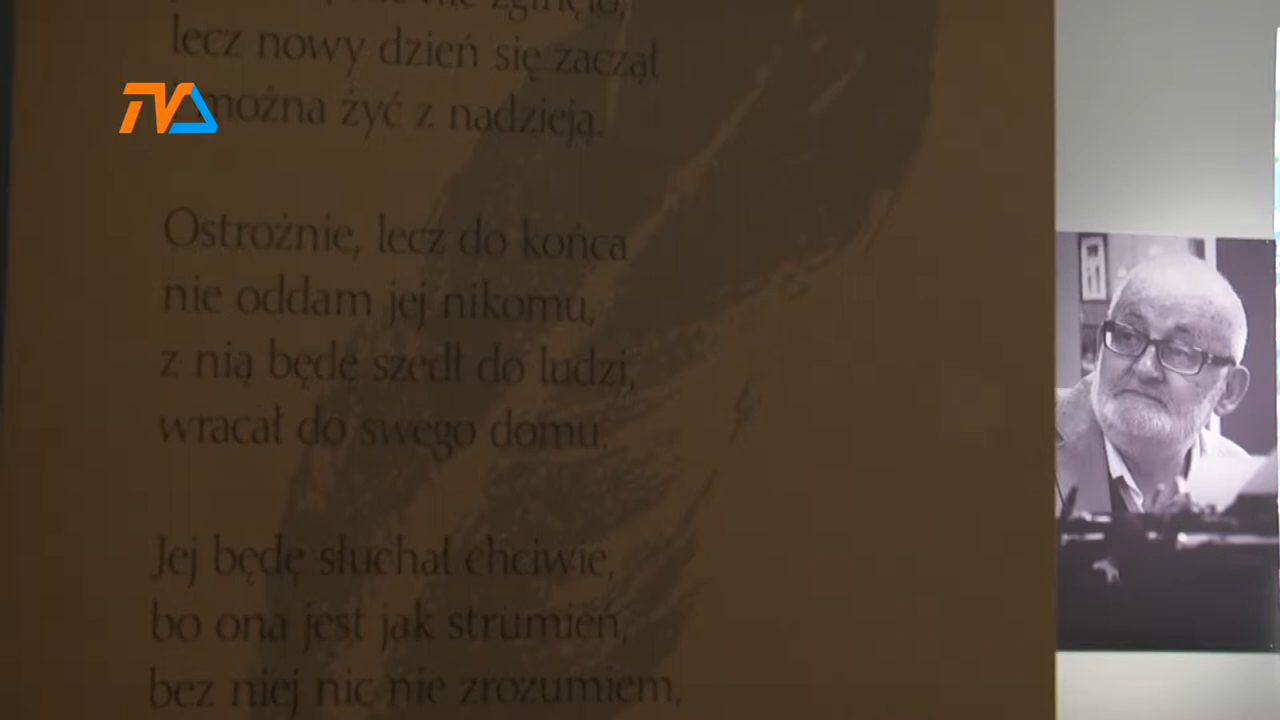 zginęło,
lecz nowy dzień się zaczął
można żyć z nadzieją.
Ostrożnie, lecz do końca
nie oddam jej nikomu,
z nią będe szedł do ludzi,
wracał do swego domu.
Jej będę słuchał chciwie,
bo ona jest jak strumień,
bez niej nic nie zrozumiem,
TVA